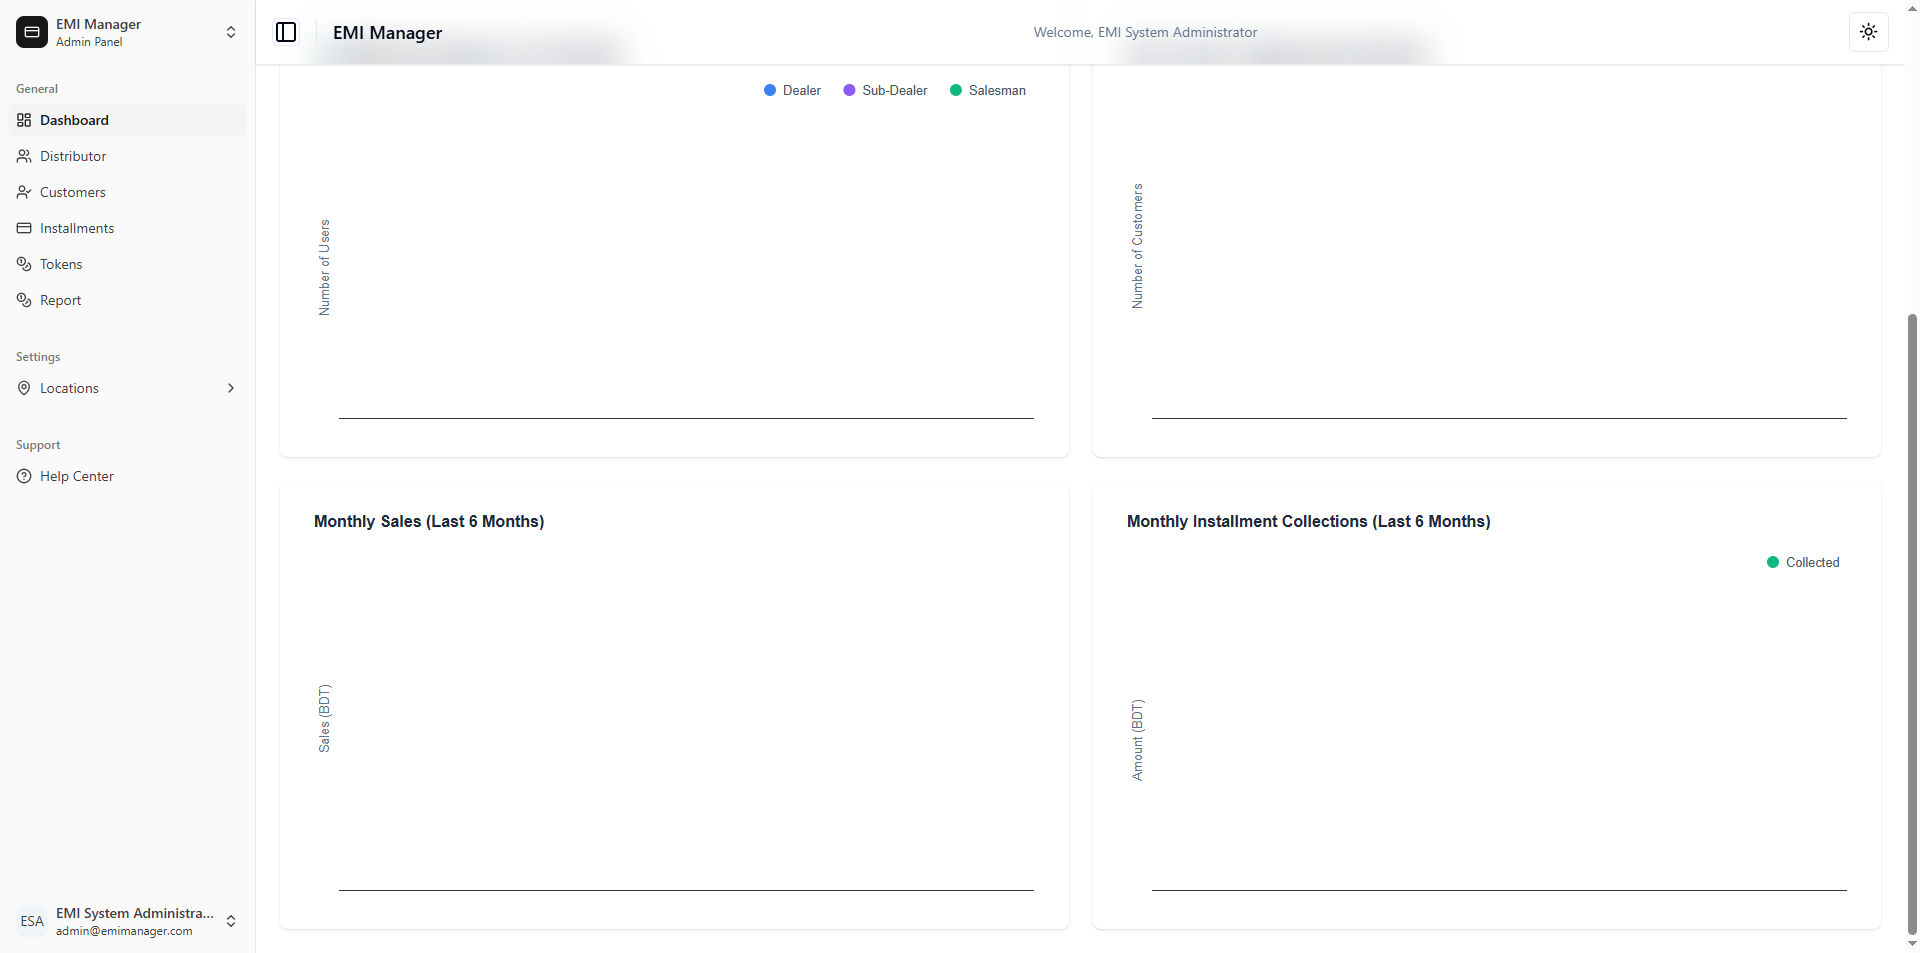 EMI Manager
Admin Panel
General
Dashboard
Distributor
Customers
Installments
Tokens
Report
Settings
Locations
Support
Help Center
ESA
EMI System Administra...
admin@emimanager.com
EMI Manager
Welcome, EMI System Administrator
Dealer
Sub-Dealer
Salesman
Number of Users
Number of Customers
Monthly Sales (Last 6 Months)
Sales (BDT)
Monthly Installment Collections (Last 6 Months)
Collected
Amount (BDT)